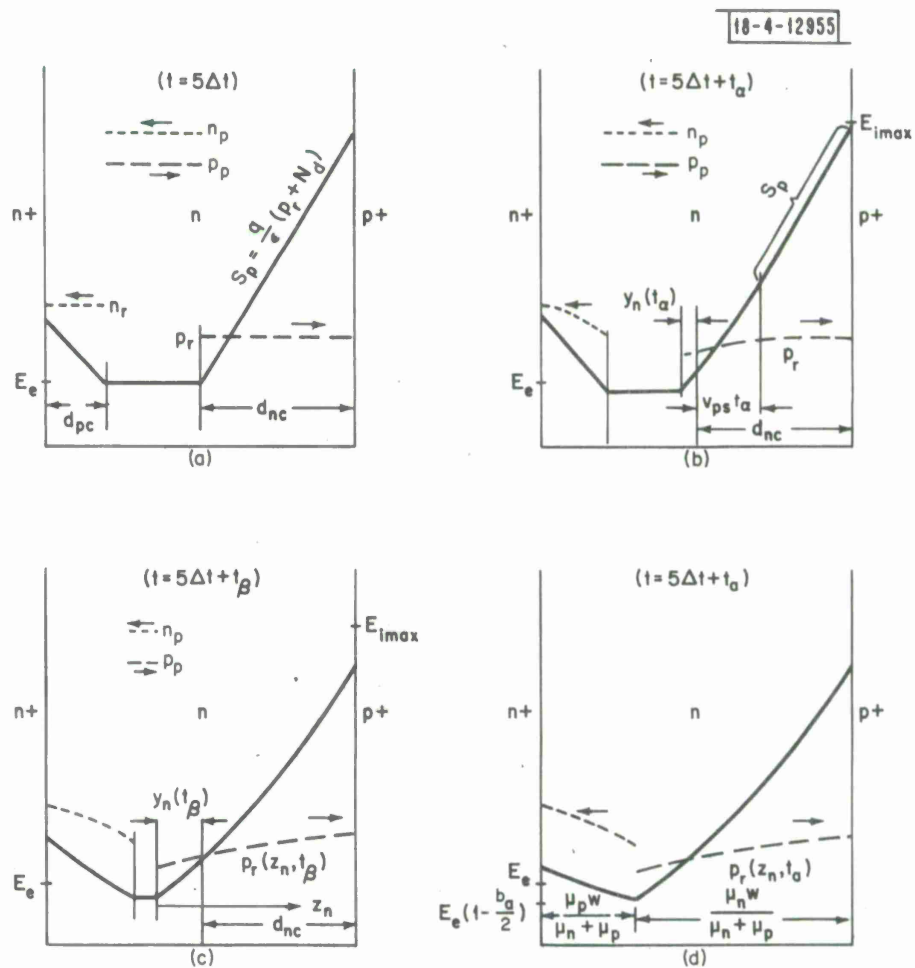 18-4-12955
(t = 5Δt)
n_p
p_p
n+
n
p+
S_p = q/ϵ (p_r + N_d)
n_r
p_r
E_e
d_pc
d_nc
(a)
(t = 5Δt + t_α)
n_p
p_p
E_imax
S_p
n+
n
p+
y_n(t_α)
p_r
E_e
v_ps t_α
d_nc
(b)
(t = 5Δt + t_β)
n_p
p_p
E_imax
n+
n
p+
y_n(t_β)
p_r(z_n, t_β)
E_e
z_n
d_nc
(c)
(t = 5Δt + t_a)
n+
n
p+
p_r(z_n, t_a)
E_e
E_e(1 - b_a/2)
μ_p w / μ_n + μ_p
μ_n w / μ_n + μ_p
(d)